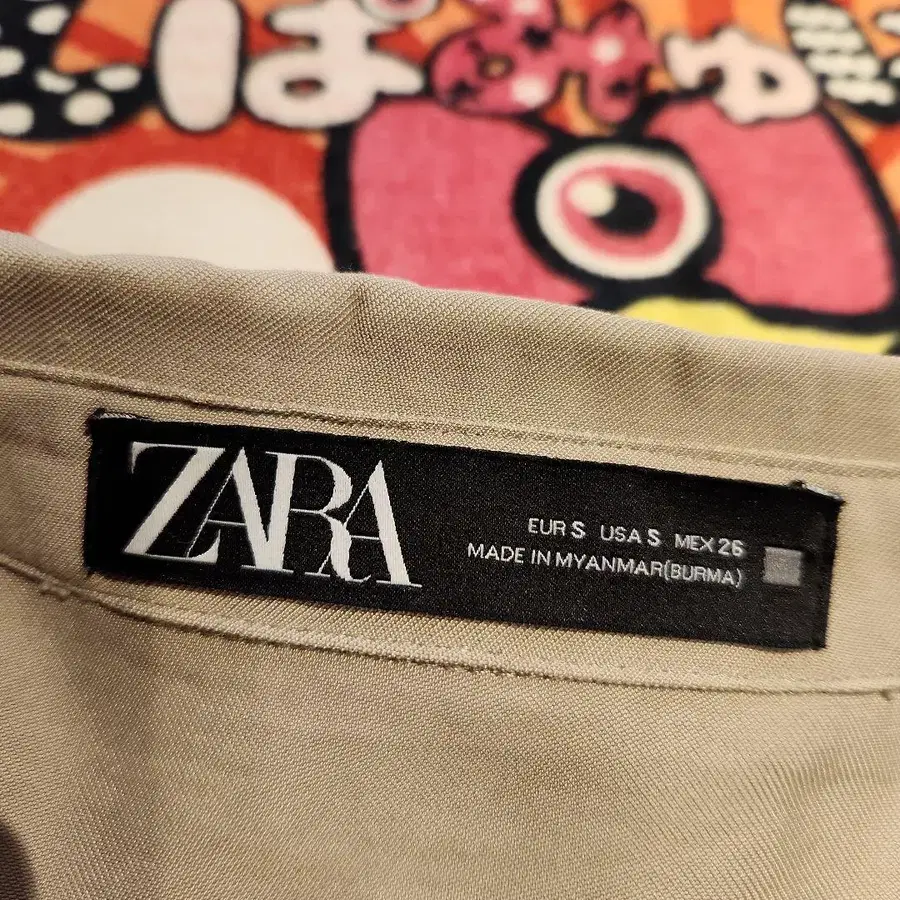 ぱみゅ
ZARA
EUR S USA S MEX 26
MADE IN MYANMAR(BURMA)